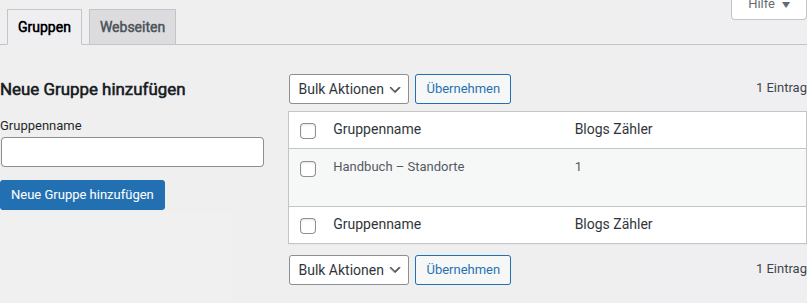 Hilfe
Gruppen Webseiten
Neue Gruppe hinzufügen
Gruppenname
Neue Gruppe hinzufügen
Bulk Aktionen Übernehmen 1 Eintrag
Gruppenname Blogs Zähler
Handbuch – Standorte 1
Gruppenname Blogs Zähler
Bulk Aktionen Übernehmen 1 Eintrag